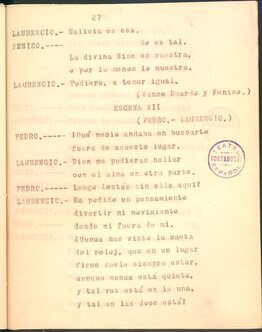 27
LAURENCIO.- Malicia es esa.
FENISO.---- No es tal.
La divina Nise es vuestra,
o por lo menos lo muestra.
LAURENCIO.- Pudiera, a tener igual.
(Vanse Duardo y Feniso.)
ESCENA XII
(PEDRO.- LAURENCIO.)
PEDRO.----- ¡Qué necio andaba en buscarte
fuera de aqueste lugar.
LAURENCIO.- Bien me pudieras hallar
con el alma en otra parte.
PEDRO.----- Luego ¿estás sin ella aquí?
LAURENCIO.- Ha podido un pensamiento
divertir mi movimiento
desde mí fuera de mí.
¿Nunca has visto la saeta
del reloj, que en un lugar
firme suele siempre estar,
aunque nunca está quieta,
y tal vez está en la una,
y tal en las doce está?
TEATRO
CONTADURIA
ESPAÑOL